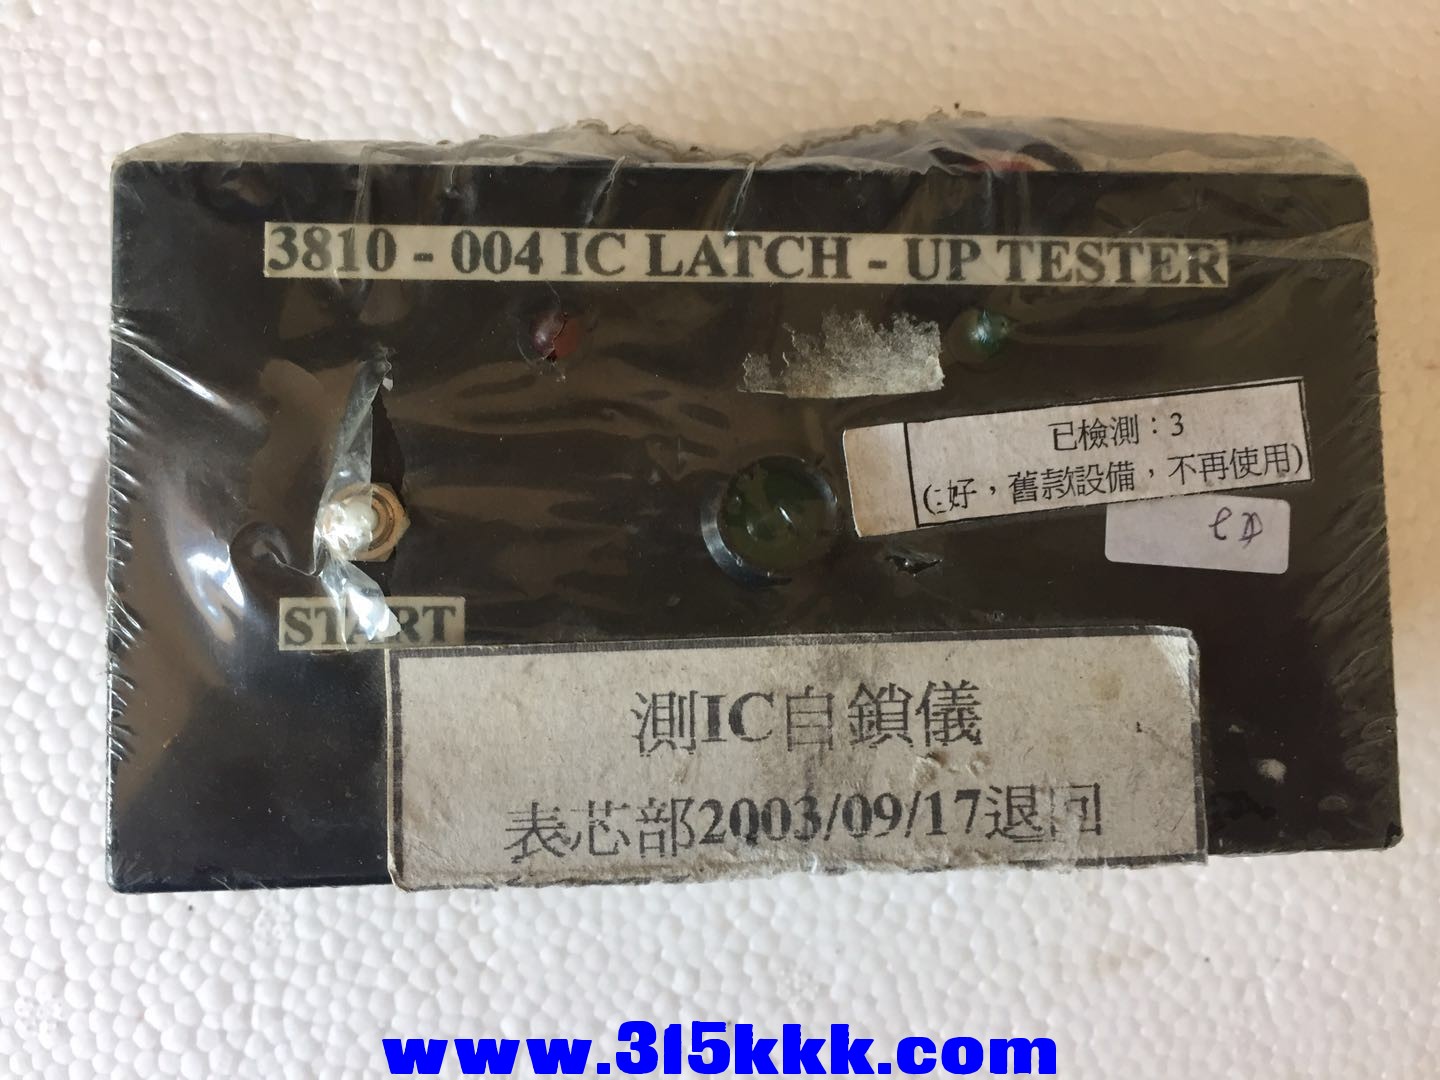 3810 - 004 IC LATCH - UP TESTER
已檢測：3
(:好，舊款設備，不再使用)
START
測IC自鎖儀
表芯部2003/09/17退回
www.315kkk.com